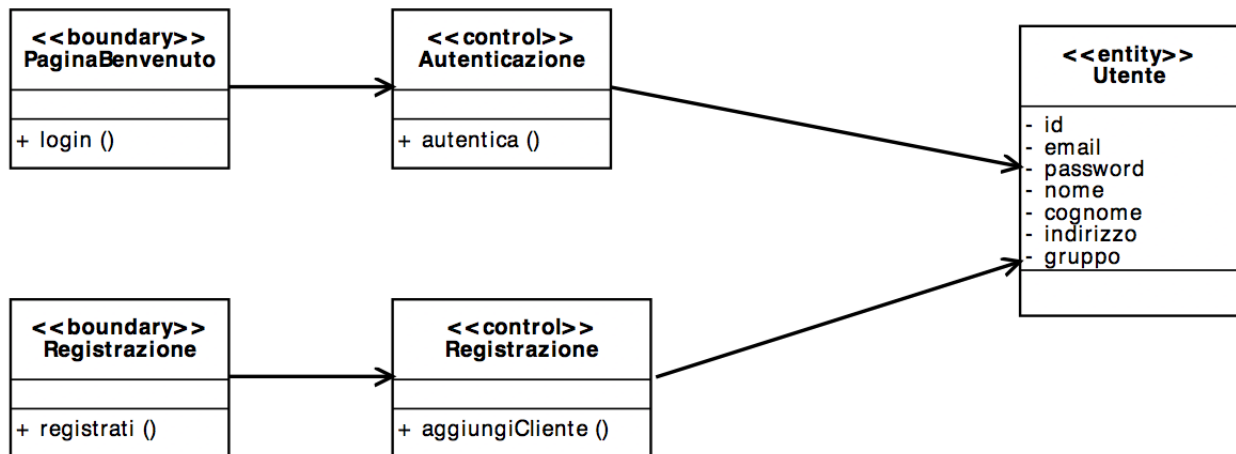 <<boundary>>
PaginaBenvenuto
+ login ()
<<control>>
Autenticazione
+ autentica ()
<<entity>>
Utente
- id
- email
- password
- nome
- cognome
- indirizzo
- gruppo
<<boundary>>
Registrazione
+ registrati ()
<<control>>
Registrazione
+ aggiungiCliente ()